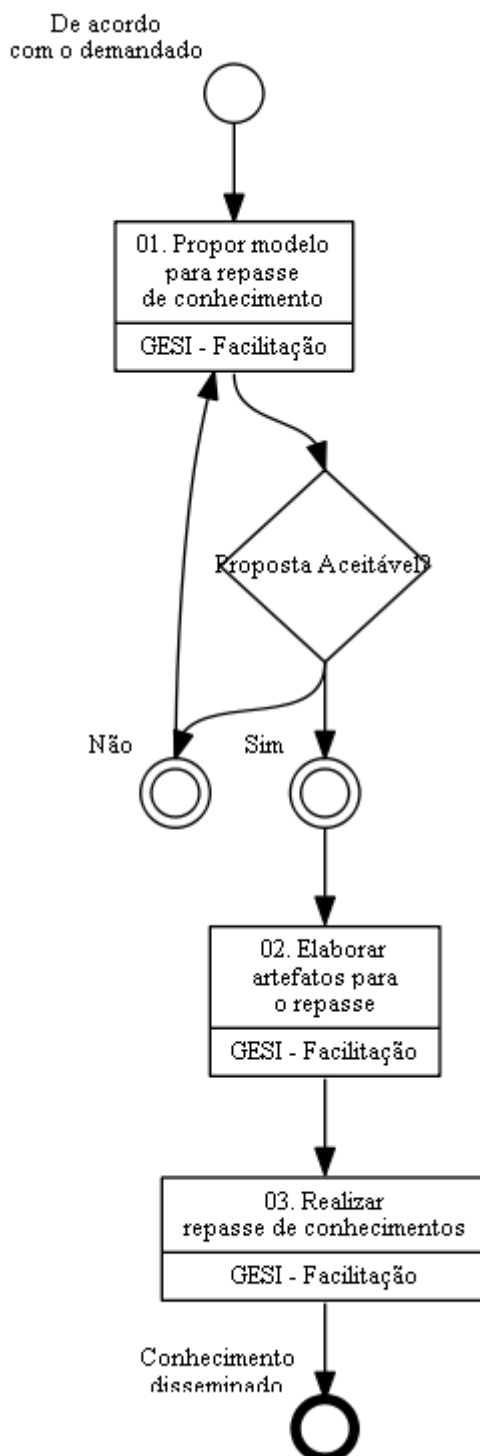 De acordo
com o demandado
01. Propor modelo
para repasse
de conhecimento
GESI - Facilitação
Proposta Aceitável?
Não
Sim
02. Elaborar
artefatos para
o repasse
GESI - Facilitação
03. Realizar
repasse de conhecimentos
GESI - Facilitação
Conhecimento
disseminado